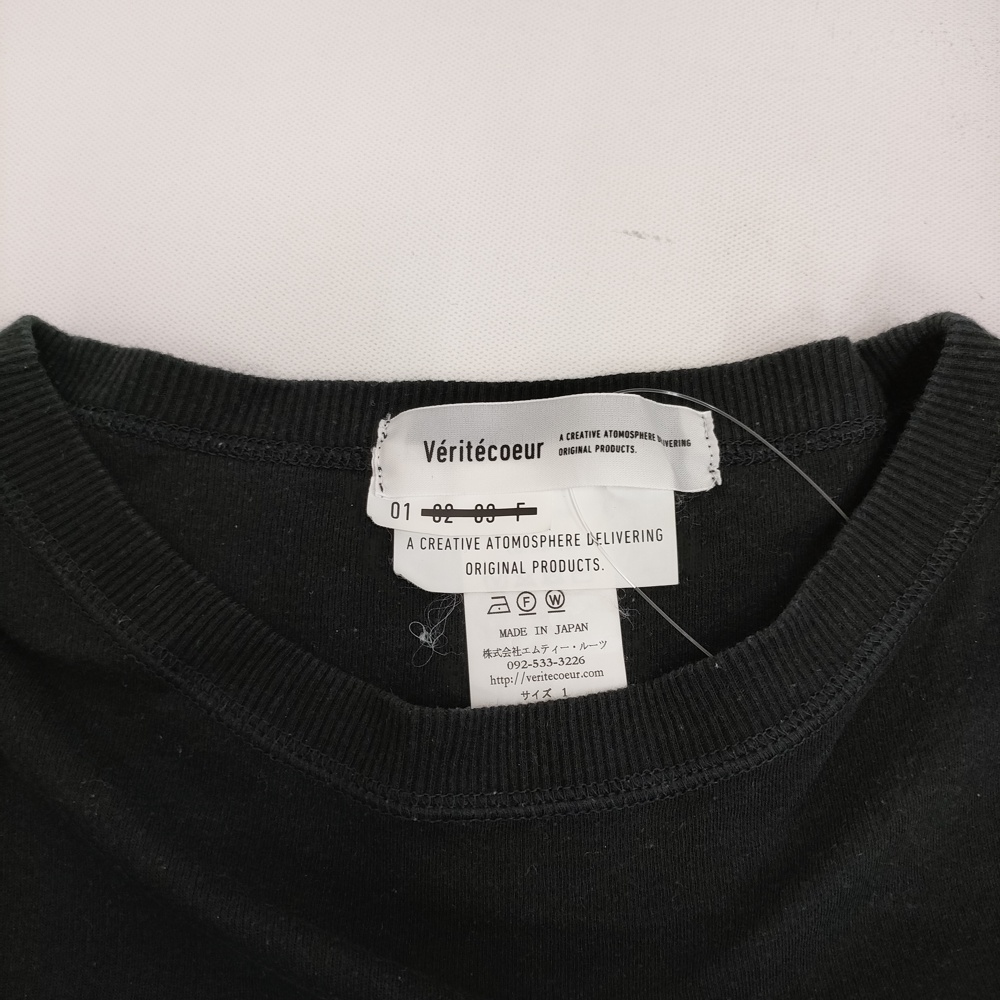 Véritécoeur
A CREATIVE ATOMOSPHERE DELIVERING
ORIGINAL PRODUCTS.
01 02 03 F
A CREATIVE ATOMOSPHERE DELIVERING
ORIGINAL PRODUCTS.
F W
MADE IN JAPAN
株式会社エムティー・ルーツ
092-533-3226
http://veritecoeur.com
サイズ 1